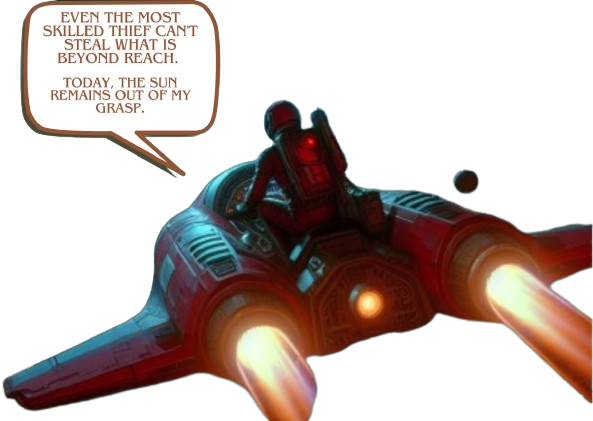 EVEN THE MOST
SKILLED THIEF CAN'T
STEAL WHAT IS
BEYOND REACH.
TODAY, THE SUN
REMAINS OUT OF MY
GRASP.